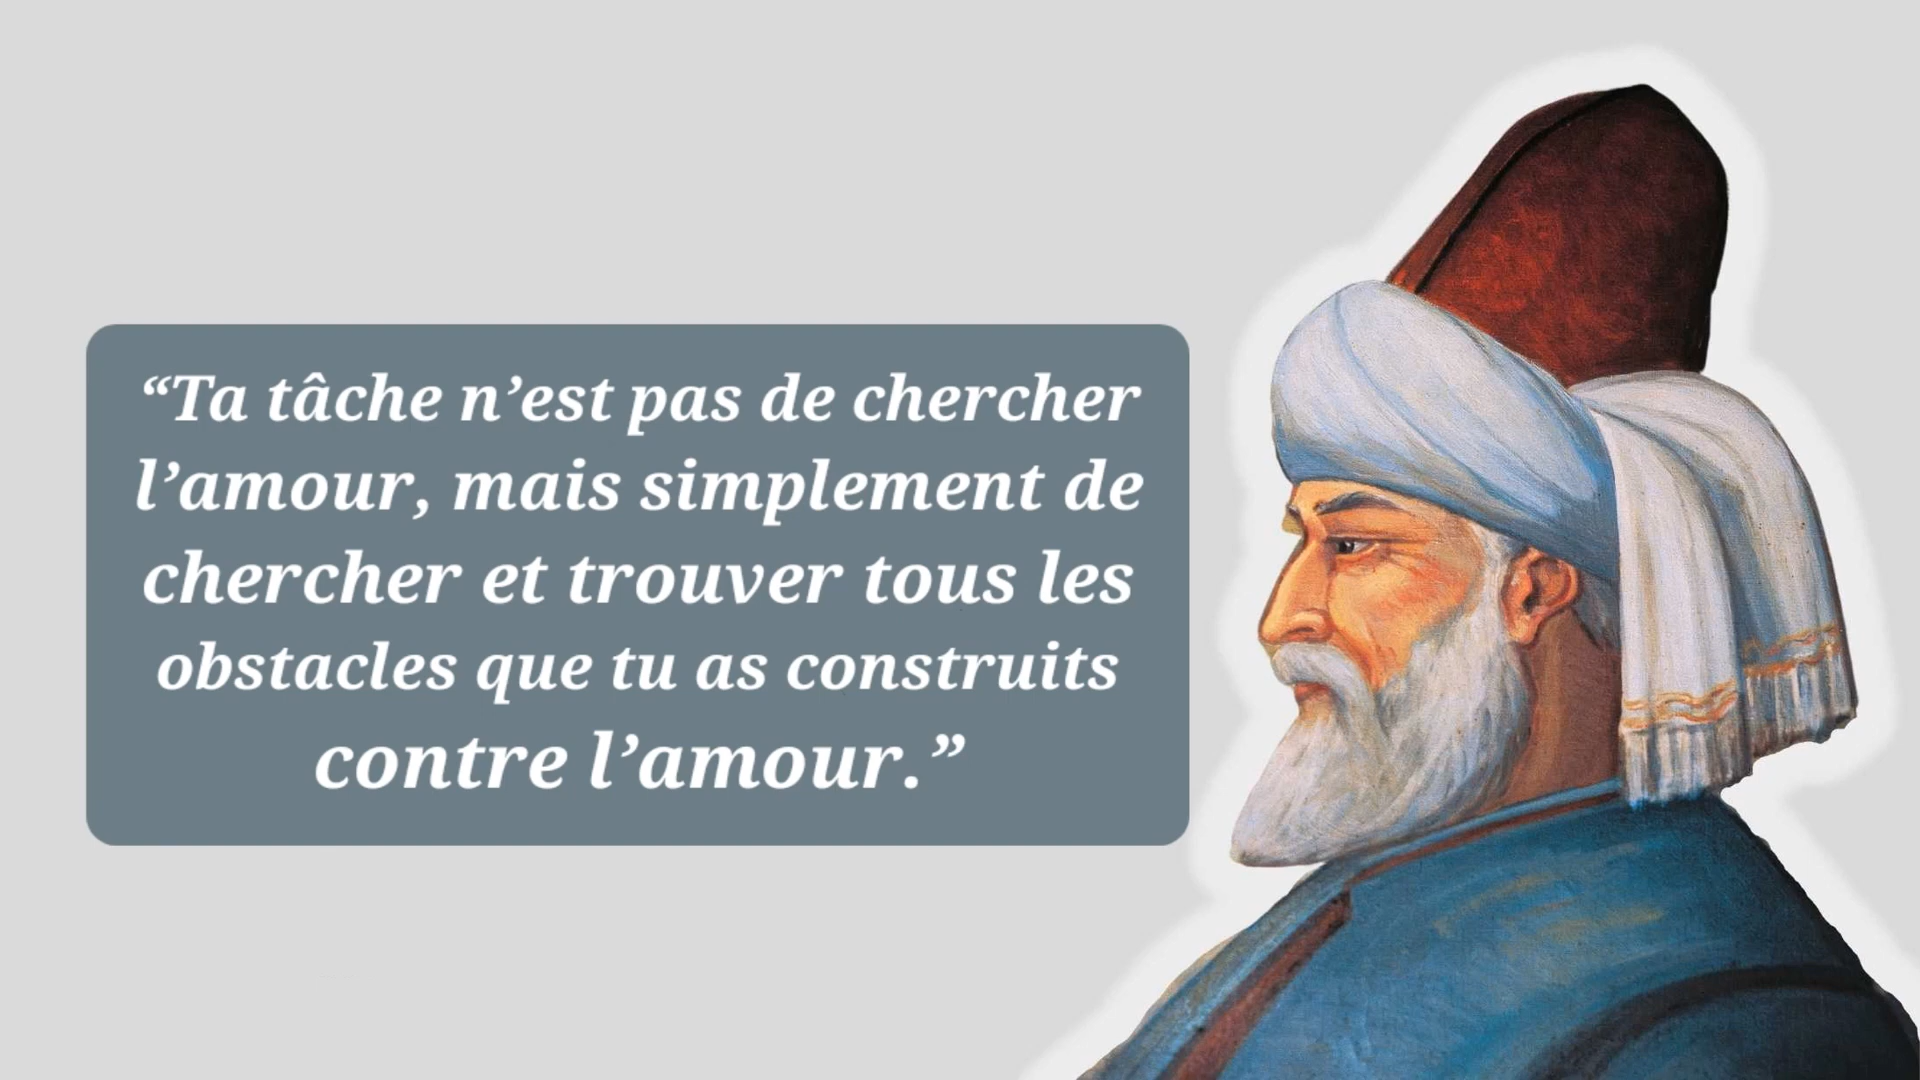 “Ta tâche n’est pas de chercher
l’amour, mais simplement de
chercher et trouver tous les
obstacles que tu as construits
contre l’amour.”